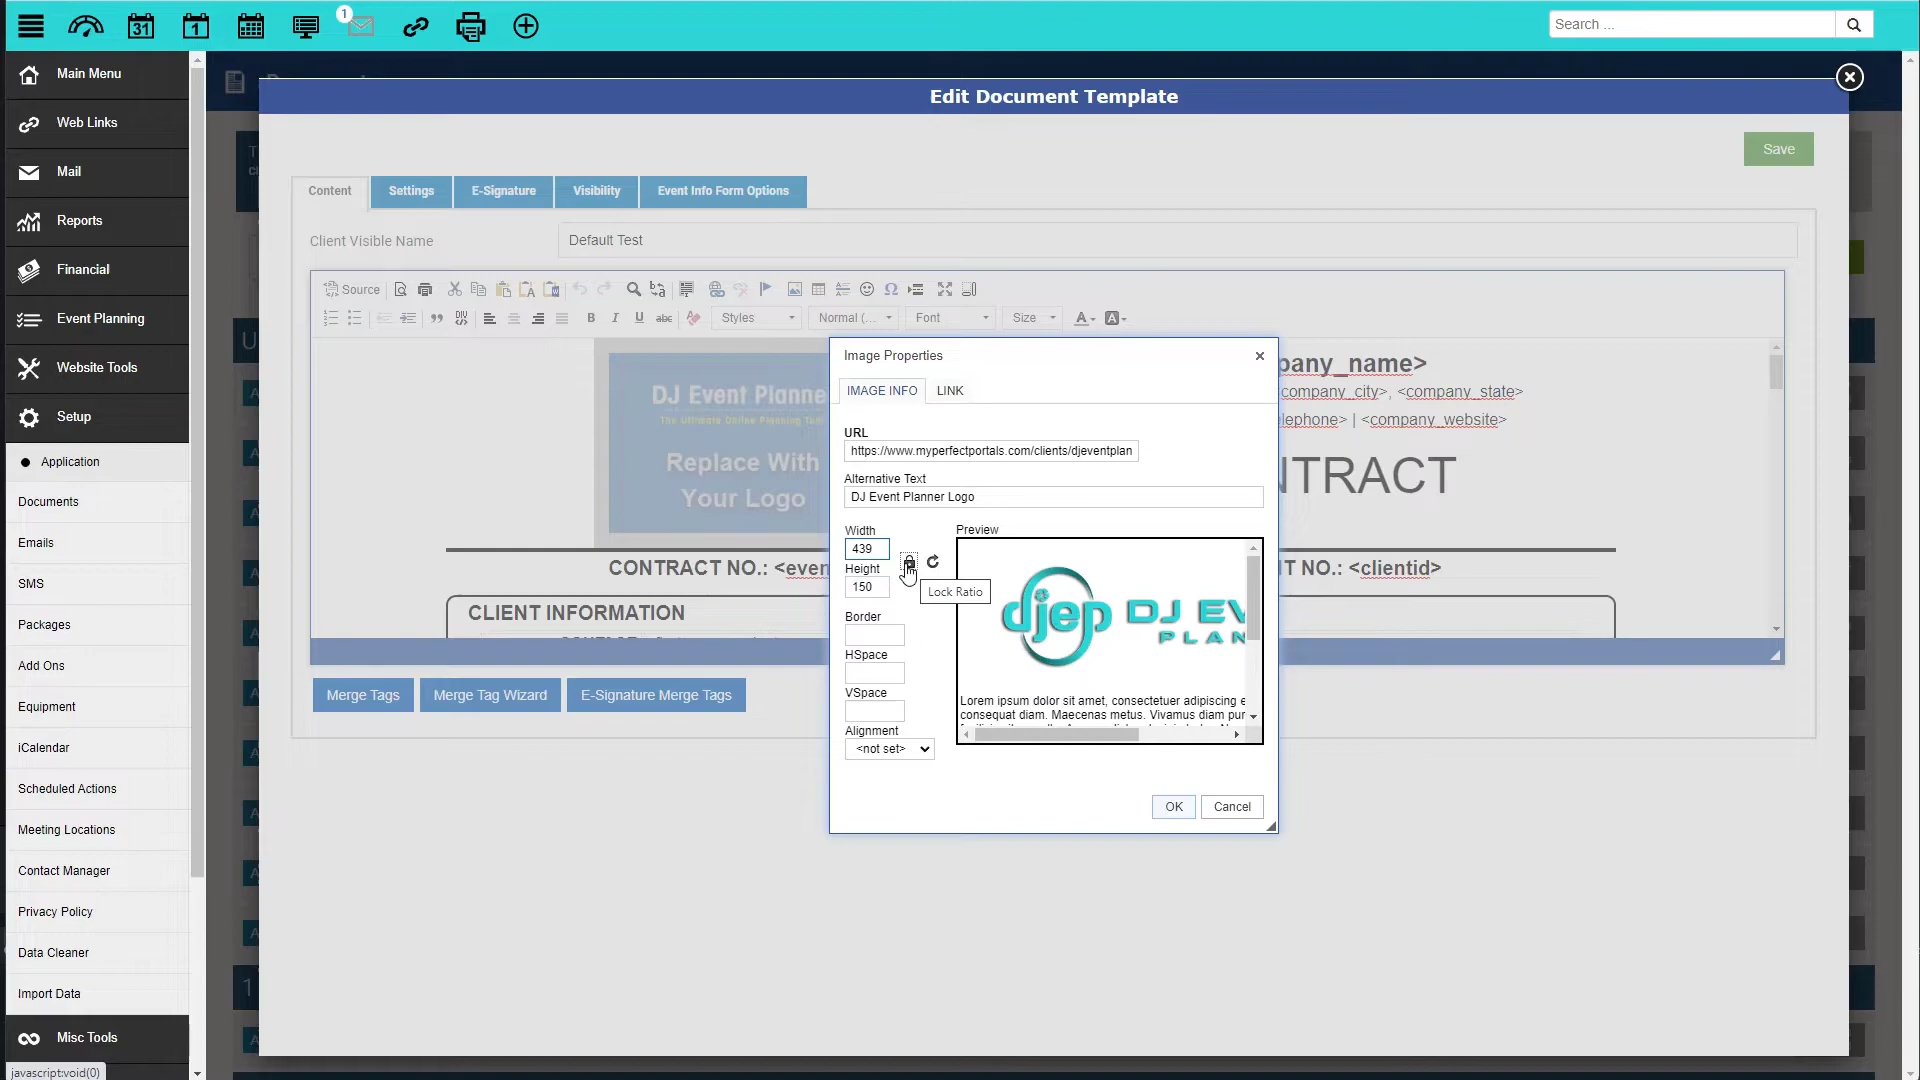 31
1
1
Search ...
Main Menu
Web Links
Mail
Reports
Financial
Event Planning
Website Tools
Setup
Application
Documents
Emails
SMS
Packages
Add Ons
Equipment
iCalendar
Scheduled Actions
Meeting Locations
Contact Manager
Privacy Policy
Data Cleaner
Import Data
Misc Tools
javascript:void(0)
Edit Document Template
Save
Content
Settings
E-Signature
Visibility
Event Info Form Options
Client Visible Name
Default Test
Source
Styles
Normal (...
Font
Size
DJ Event Planne
The Ultimate Online Planning
Replace With
Your Logo
pany_name>
company_city>, <company_state>
lephone> | <company_website>
NTRACT
CONTRACT NO.: <even
T NO.: <clientid>
CLIENT INFORMATION
Merge Tags
Merge Tag Wizard
E-Signature Merge Tags
Image Properties
IMAGE INFO
LINK
URL
https://www.myperfectportals.com/clients/djeventplan
Alternative Text
DJ Event Planner Logo
Width
439
Height
150
Lock Ratio
Border
HSpace
VSpace
Alignment
<not set>
Preview
djep DJ EV
PLAN
Lorem ipsum dolor sit amet, consectetuer adipiscing e
consequat diam. Maecenas metus. Vivamus diam pur
OK
Cancel